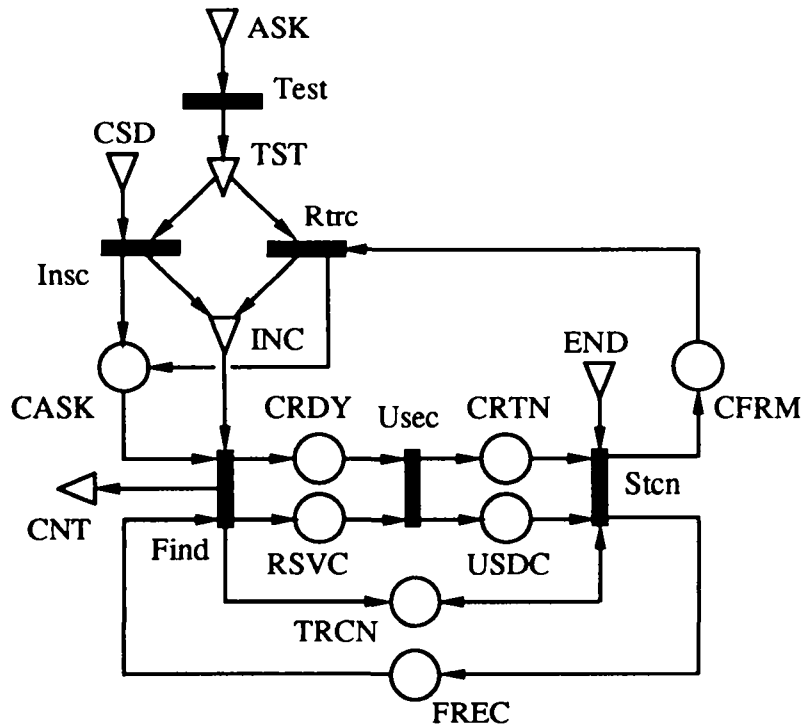 ASK
Test
CSD
TST
Rtrc
Insc
INC
END
CASK
CRDY
Usec
CRTN
CFRM
Stcn
CNT
Find
RSVC
USDC
TRCN
FREC